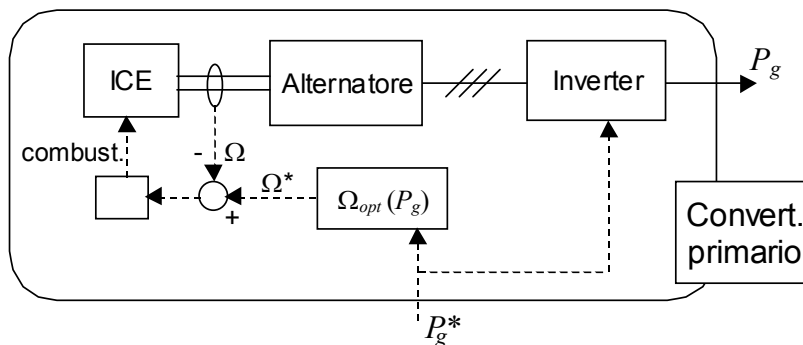 ICE
Alternatore
Inverter
P_g
combust.
-
Ω
Ω*
+
Ω_opt(P_g)
Convert.
primario
P_g*